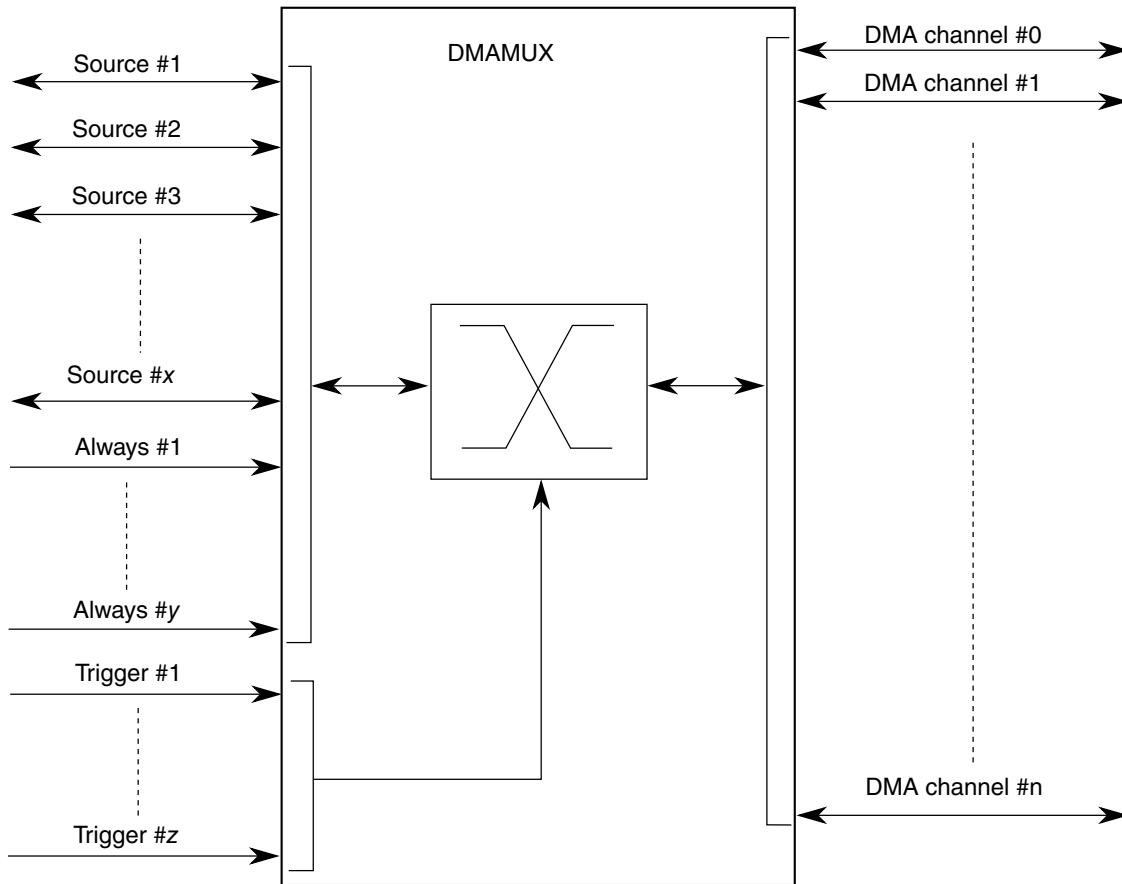 DMAMUX
Source #1
Source #2
Source #3
Source #x
Always #1
Always #y
Trigger #1
Trigger #z
DMA channel #0
DMA channel #1
DMA channel #n